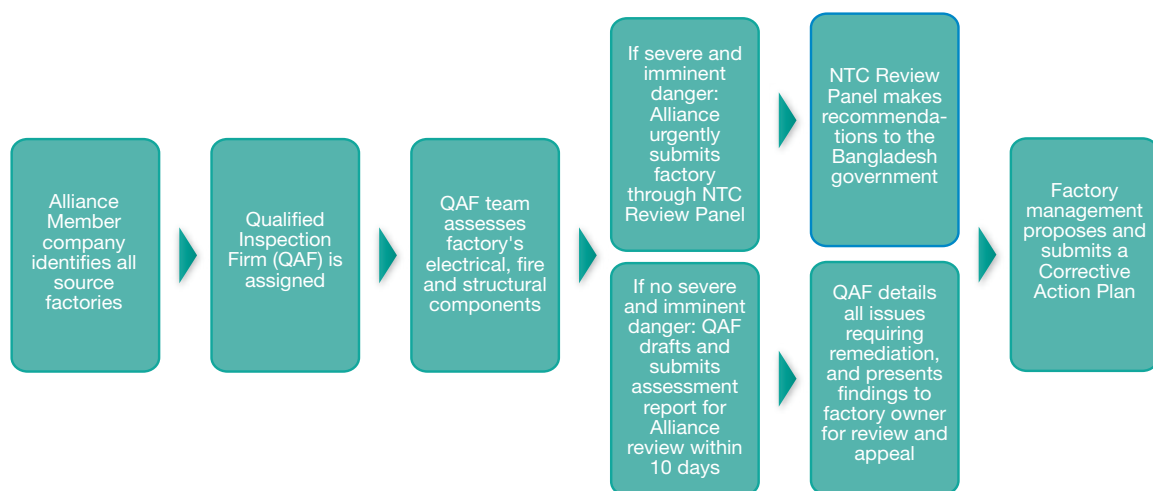 Alliance
Member
company
identifies all
source
factories
Qualified
Inspection
Firm (QAF) is
assigned
QAF team
assesses
factory's
electrical, fire
and structural
components
If severe and
imminent
danger:
Alliance
urgently
submits
factory
through NTC
Review Panel
NTC Review
Panel makes
recommenda-
tions to the
Bangladesh
government
If no severe
and imminent
danger: QAF
drafts and
submits
assessment
report for
Alliance
review within
10 days
QAF details
all issues
requiring
remediation,
and presents
findings to
factory owner
for review and
appeal
Factory
management
proposes and
submits a
Corrective
Action Plan